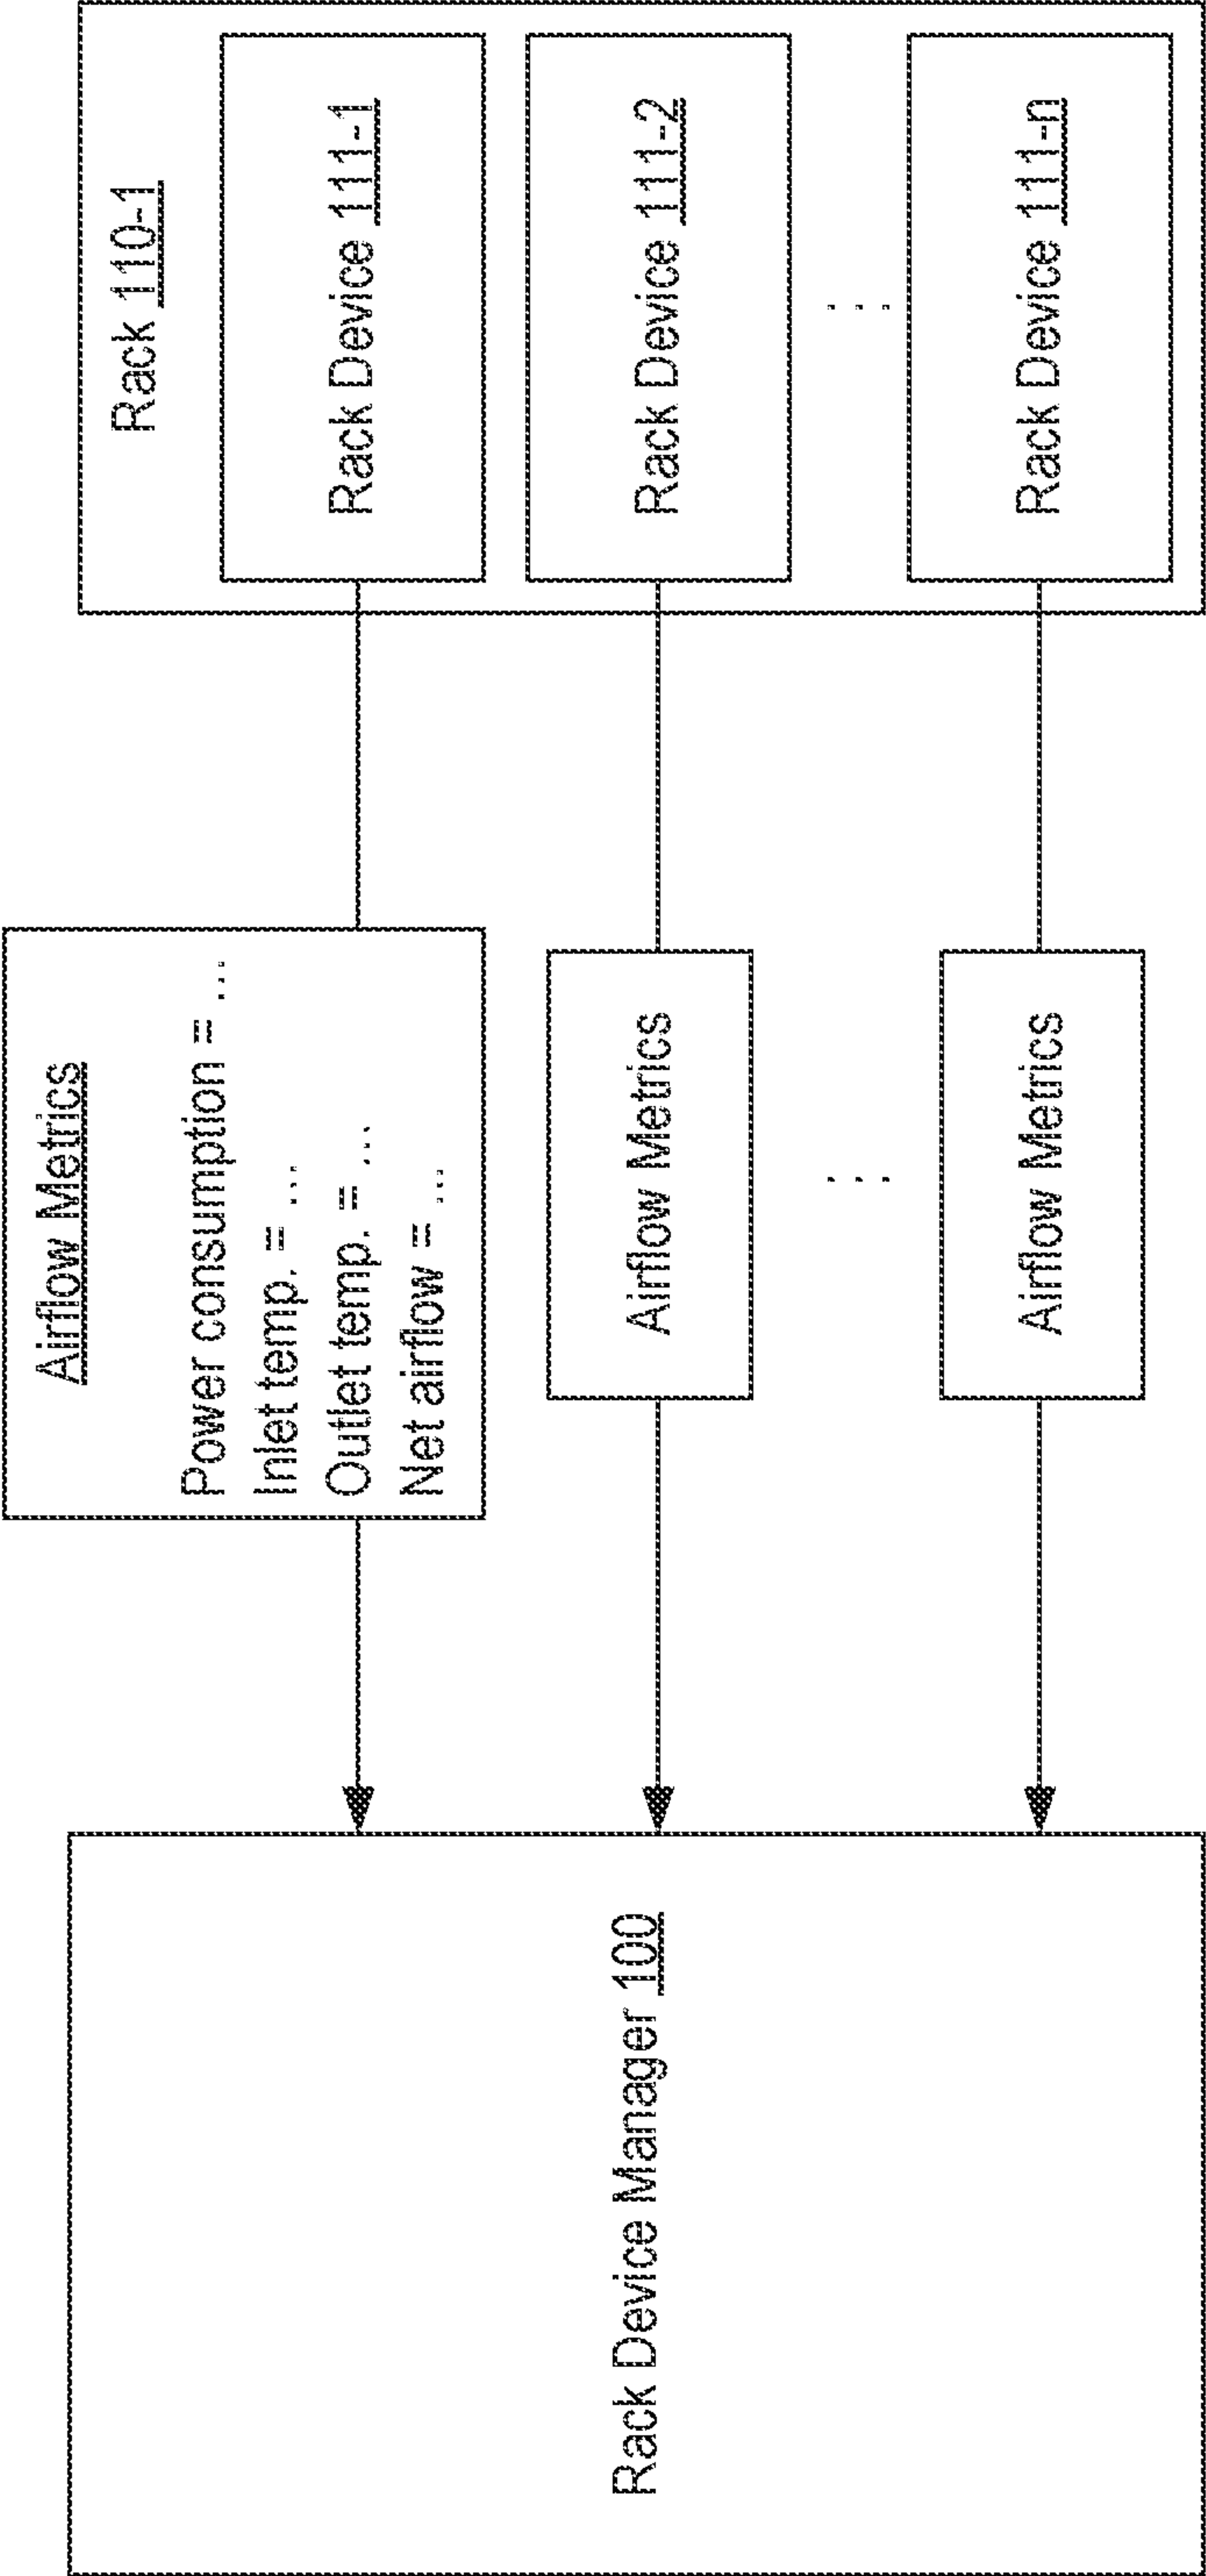 Rack Device Manager 100
Airflow Metrics
Power consumption = ...
Inlet temp. = ...
Outlet temp. = ...
Net airflow = ...
Airflow Metrics
...
Airflow Metrics
Rack 110-1
Rack Device 111-1
Rack Device 111-2
...
Rack Device 111-n